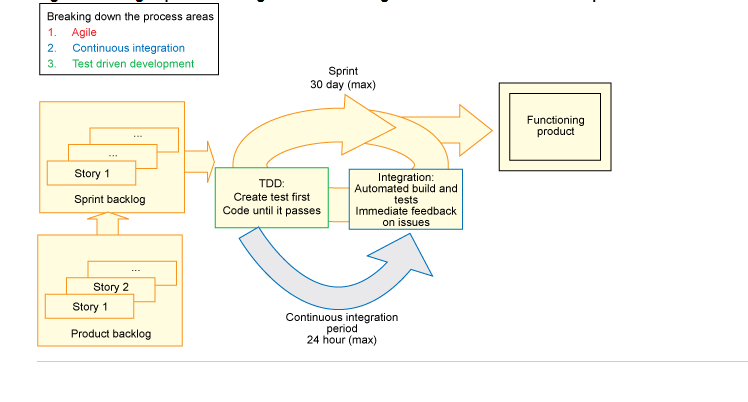 Breaking down the process areas
1. Agile
2. Continuous integration
3. Test driven development
Sprint
30 day (max)
...
...
Story 1
Sprint backlog
TDD:
Create test first
Code until it passes
Integration:
Automated build and
tests
Immediate feedback
on issues
Functioning
product
...
Story 2
Story 1
Product backlog
Continuous integration
period
24 hour (max)